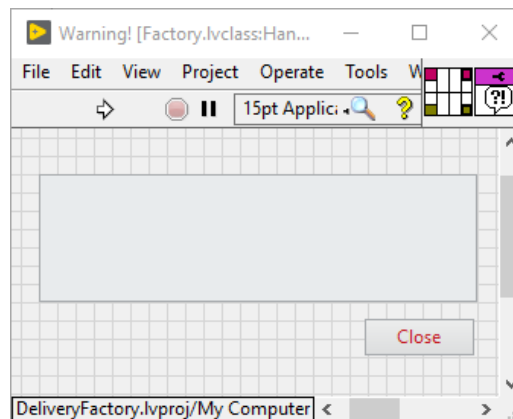 Warning! [Factory.lvclass:Han...
File Edit View Project Operate Tools W
15pt Applic
?!
Close
DeliveryFactory.lvproj/My Computer